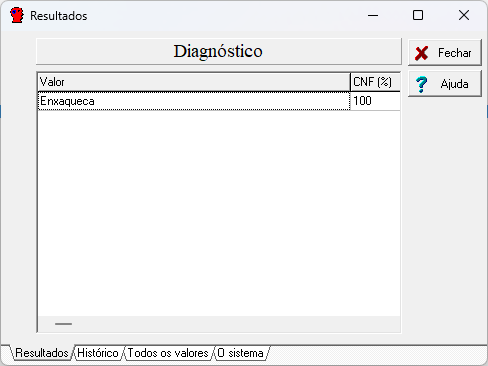 Resultados
Diagnóstico
Fechar
Valor CNF (%)
Ajuda
Enxaqueca 100
Resultados Histórico Todos os valores O sistema